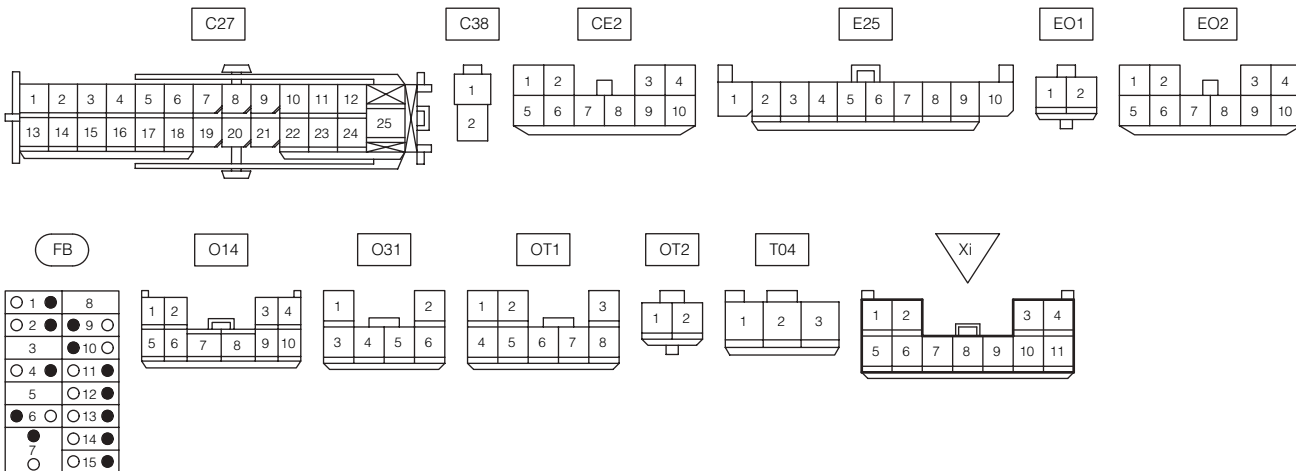 C27
C38
CE2
E25
EO1
EO2
1 2 3 4 5 6 7 8 9 10 11 12
13 14 15 16 17 18 19 20 21 22 23 24
25
1
2
1 2 3 4
5 6 7 8 9 10
1 2 3 4 5 6 7 8 9 10
1 2
1 2 3 4
5 6 7 8 9 10
FB
O14
O31
OT1
OT2
T04
Xi
1 8
2 9
3 10
4 11
5 12
6 13
7 14
15
1 2 3 4
5 6 7 8 9 10
1 2
3 4 5 6
1 2 3
4 5 6 7 8
1 2
1 2 3
1 2 3 4
5 6 7 8 9 10 11